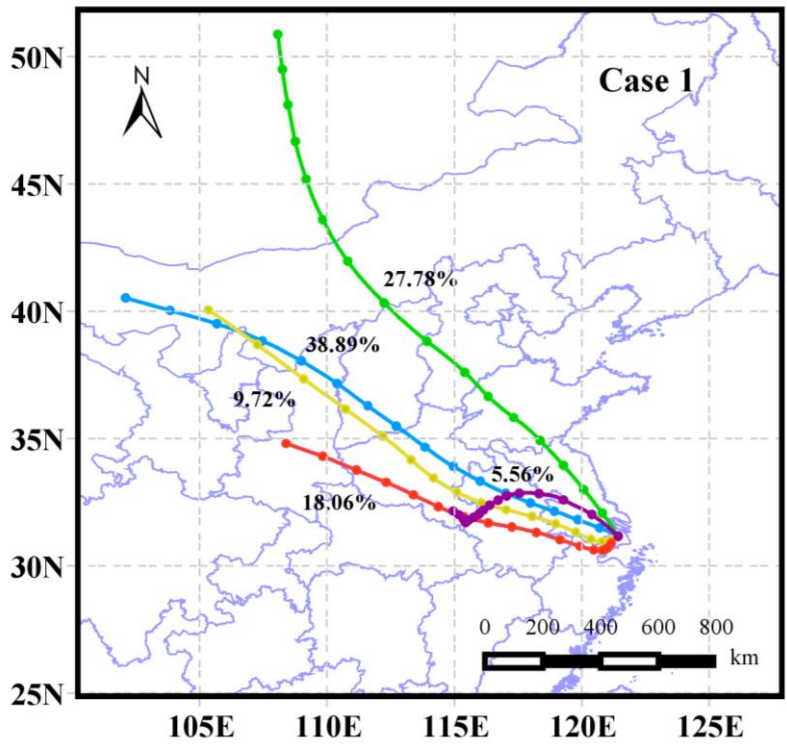 50N
Case 1
N
45N
27.78%
40N
38.89%
9.72%
35N
5.56%
18.06%
30N
0 200 400 600 800
km
25N
105E 110E 115E 120E 125E